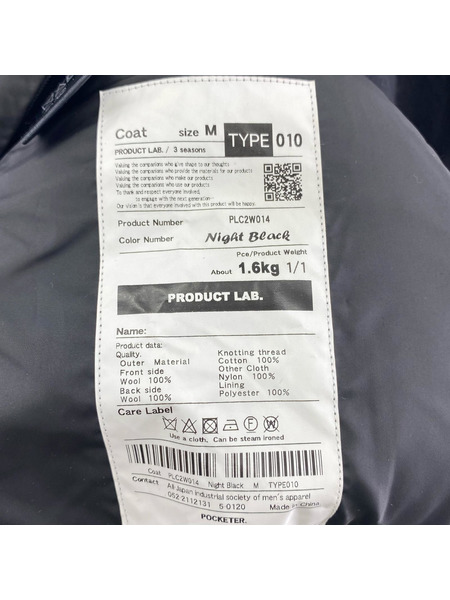 Coat size M TYPE 010
PRODUCT LAB. / 3 seasons
Valuing the companions who give shape to our thoughts
Valuing the companions who provide the materials for our products
Valuing the companions who make our products
Valuing the companions who use our products
To thank and respect everyone involved,
to engage with the next generation-
Our vision is that everyone involved with this product will be happy.
Product Number PLC2W014
Color Number Night Black
Pce/Product Weight
About 1.6kg 1/1
PRODUCT LAB.
Name:
Product data:
Quality.
Outer Material
Front side
Wool 100%
Back side
Wool 100%
Knotting thread
Cotton 100%
Other Cloth
Nylon 100%
Lining
Polyester 100%
Care Label
Use a cloth, Can be steam ironed
Coat PLC2W014 Night Black M TYPE010
Contact All Japan industrial society of men's apparel
052 2112131 5 0120 Made in China
POCKETER.